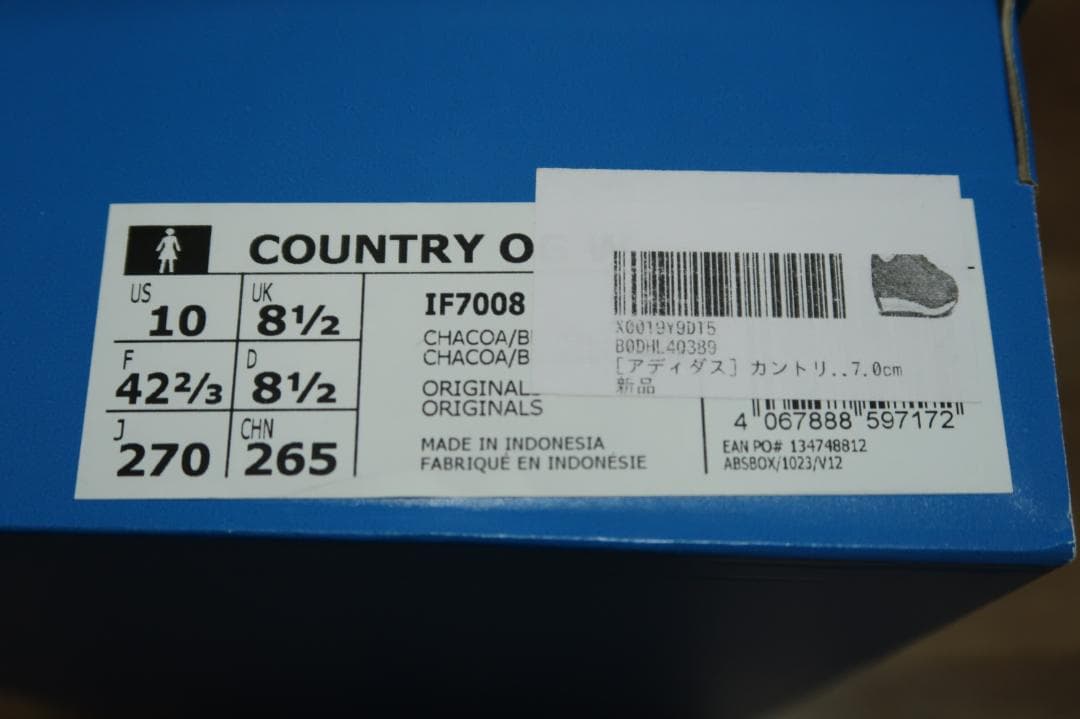 COUNTRY O
US 10
UK 8½
F 42⅔
D 8½
J 270
CHN 265
IF7008
CHACOA/B
CHACOA/B
ORIGINAL
ORIGINALS
MADE IN INDONESIA
FABRIQUÉ EN INDONÉSIE
X0019Y9DT5
B0DHL4Q3B9
[アディダス] カントリ..7.0cm
新品
4 067888 597172
EAN PO# 134748812
ABSBOX/1023/V12